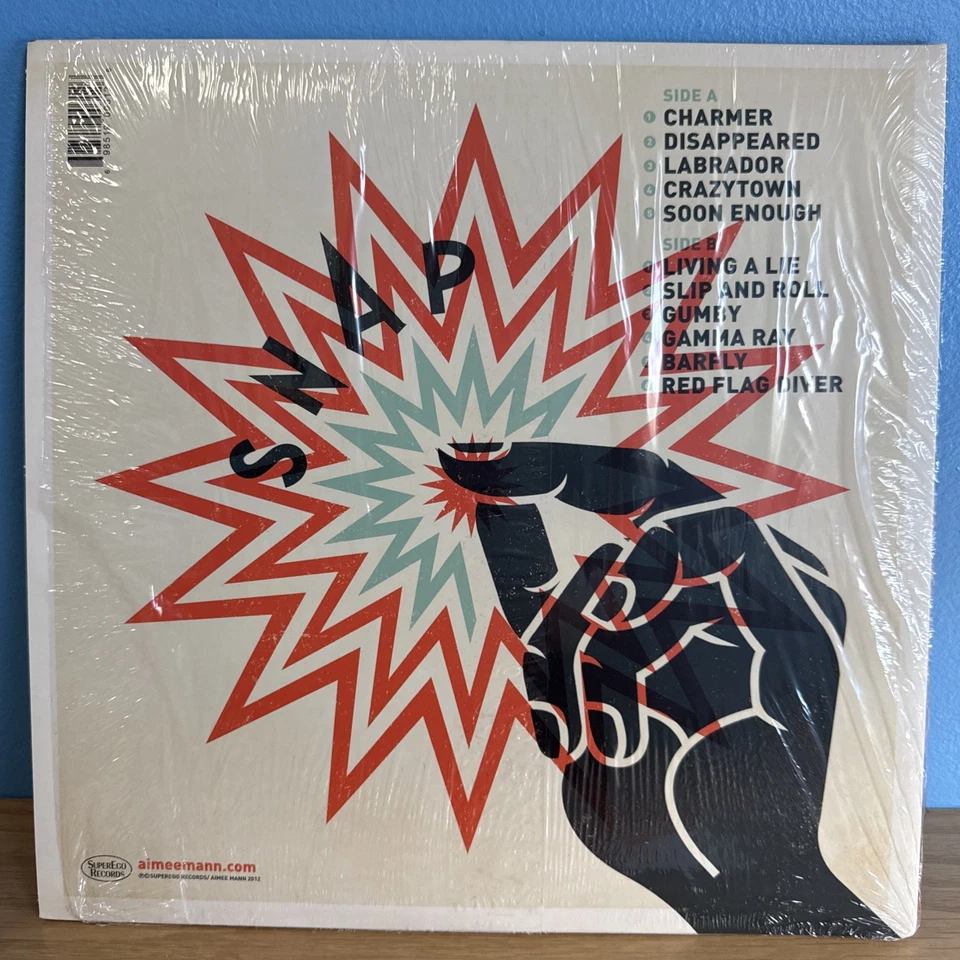 SIDE A
1 CHARMER
2 DISAPPEARED
3 LABRADOR
4 CRAZYTOWN
5 SOON ENOUGH
SIDE B
LIVING A LIE
SLIP AND ROLL
GUMBY
GAMMA RAY
BARFLY
RED FLAG DIVER
SNAP
SUPEREGO
RECORDS
aimeemann.com
℗©SUPEREGO RECORDS/ AIMEE MANN 2012